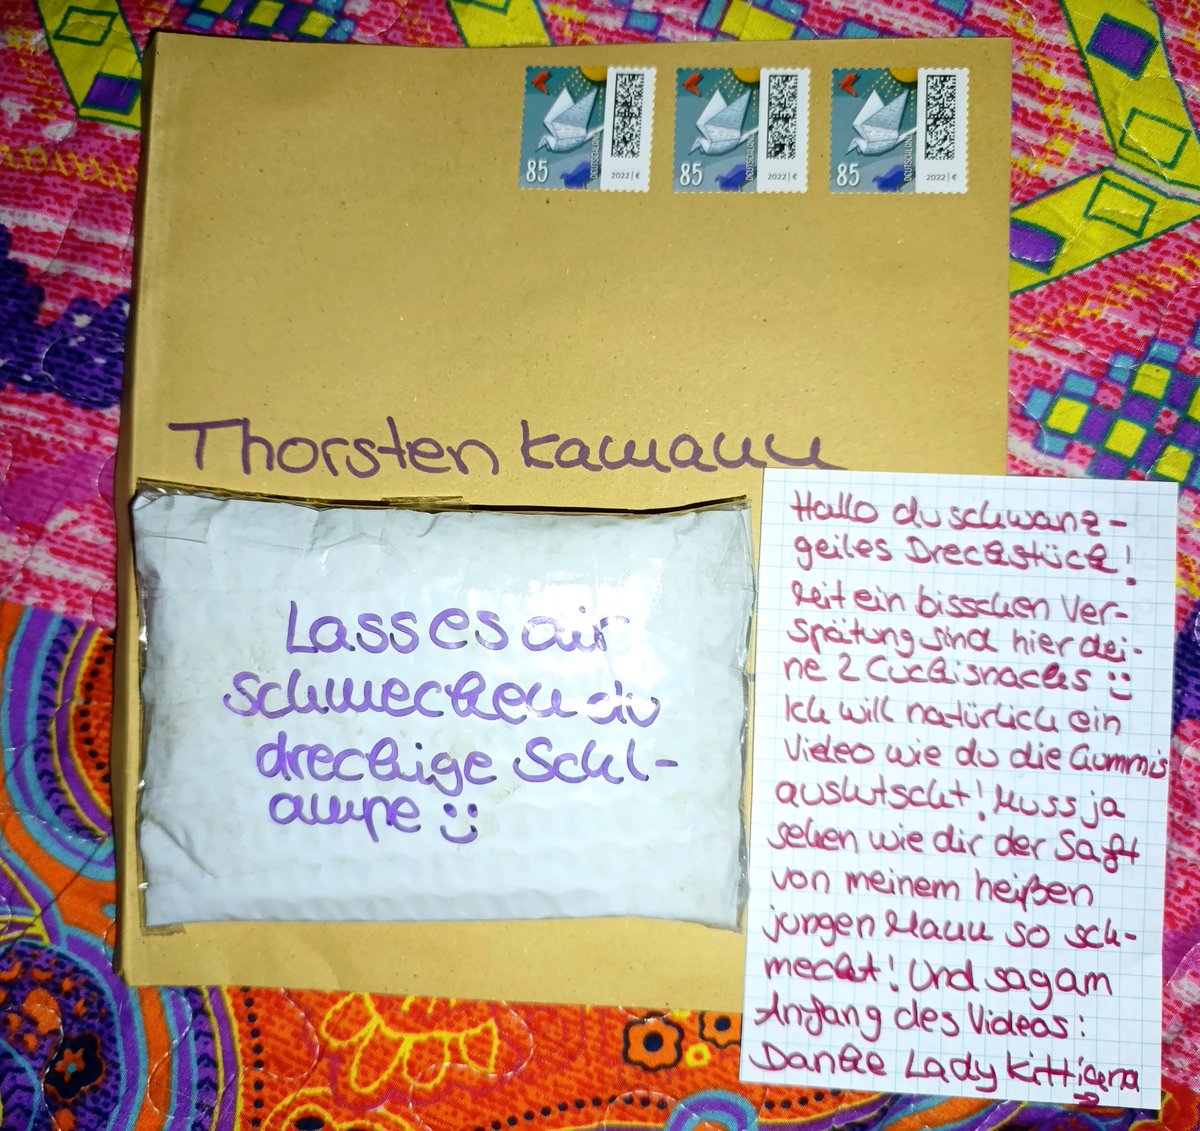 85
DEUTSCHLAND
2022 | €
85
DEUTSCHLAND
2022 | €
85
DEUTSCHLAND
2022 | €
Thorsten Kamann
Lass es dir
schmecken du
dreckige Schl-
ampe :)
Hallo du schwanz-
geiles Dreckstück!
Mit ein bisschen Ver-
spätung sind hier dei-
ne 2 Cuckisnacks :)
Ich will natürlich ein
Video wie du die Gummis
auslutscht! Muss ja
sehen wie dir der Saft
von meinem heißen
jungen Mann so sch-
meckt! Und sag am
Anfang des Videos:
Danke Lady Kitticena